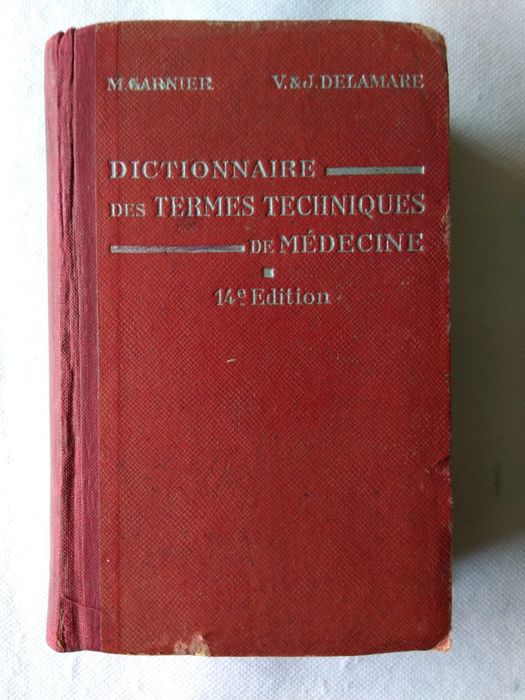 M. GARNIER V. & J. DELAMARE
DICTIONNAIRE
DES TERMES TECHNIQUES
DE MÉDECINE
14e Edition